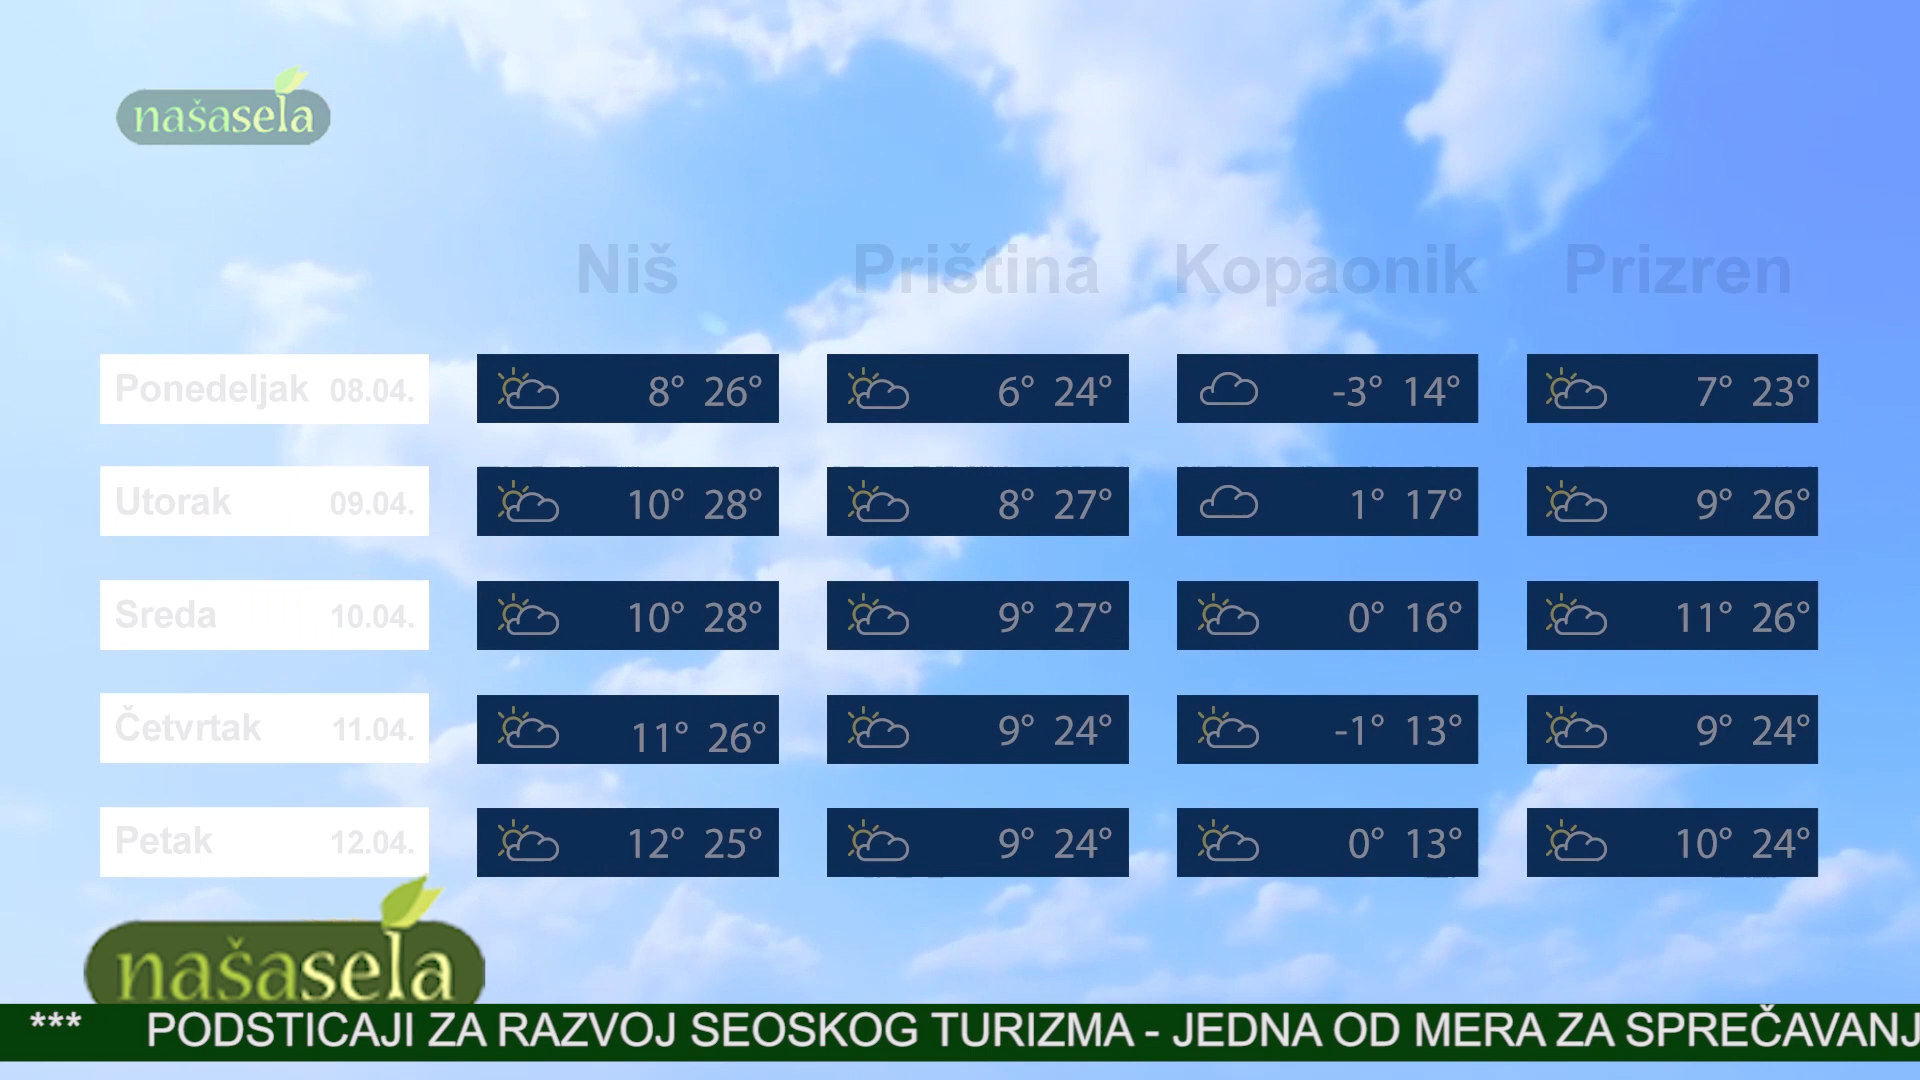 našasela
Niš Priština Kopaonik Prizren
Ponedeljak 08.04. 8° 26° 6° 24° -3° 14° 7° 23°
Utorak 09.04. 10° 28° 8° 27° 1° 17° 9° 26°
Sreda 10.04. 10° 28° 9° 27° 0° 16° 11° 26°
Četvrtak 11.04. 11° 26° 9° 24° -1° 13° 9° 24°
Petak 12.04. 12° 25° 9° 24° 0° 13° 10° 24°
našasela
*** PODSTICAJI ZA RAZVOJ SEOSKOG TURIZMA - JEDNA OD MERA ZA SPREČAVANJ